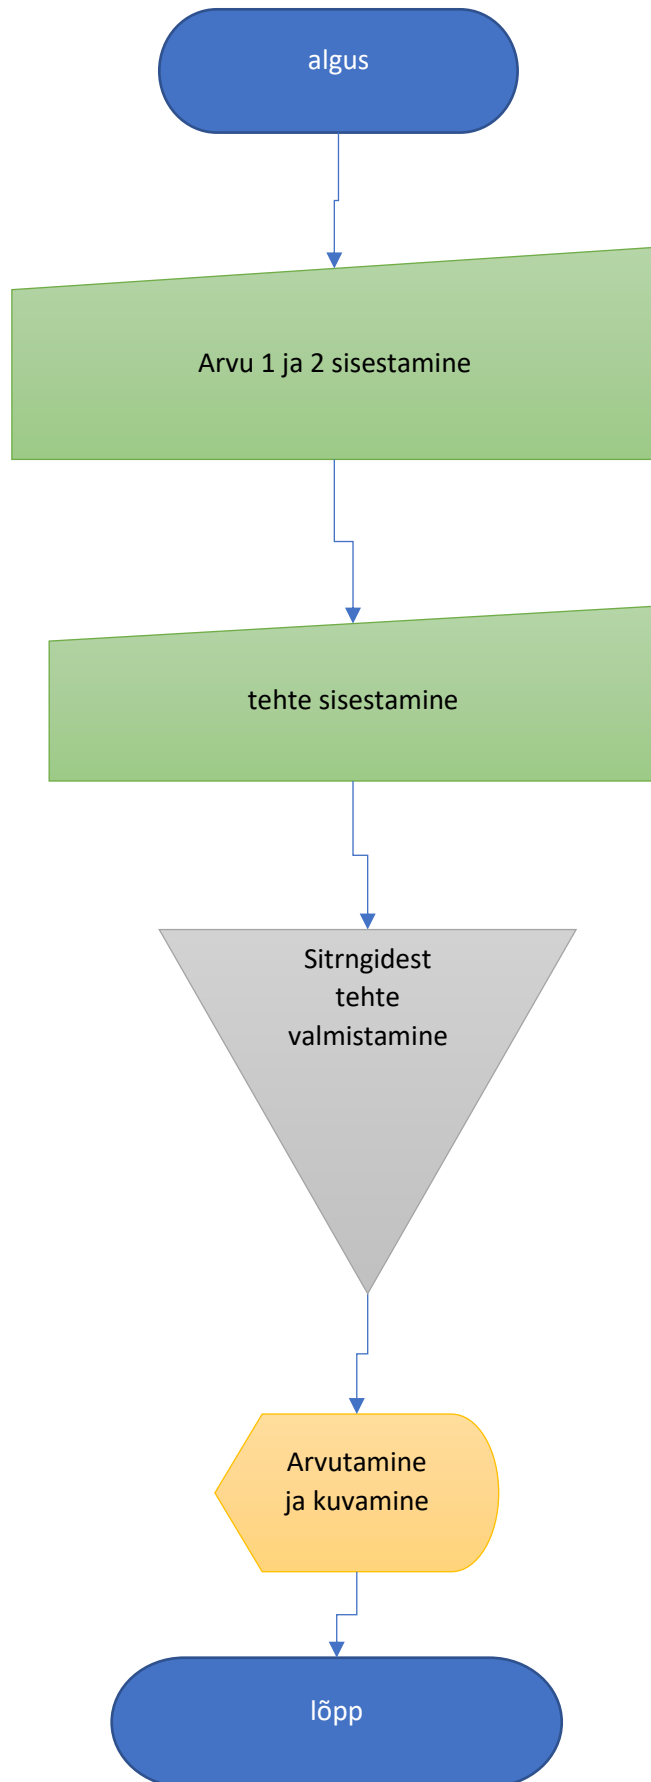 algus
Arvu 1 ja 2 sisestamine
tehte sisestamine
Sitrngidest
tehte
valmistamine
Arvutamine
ja kuvamine
lõpp